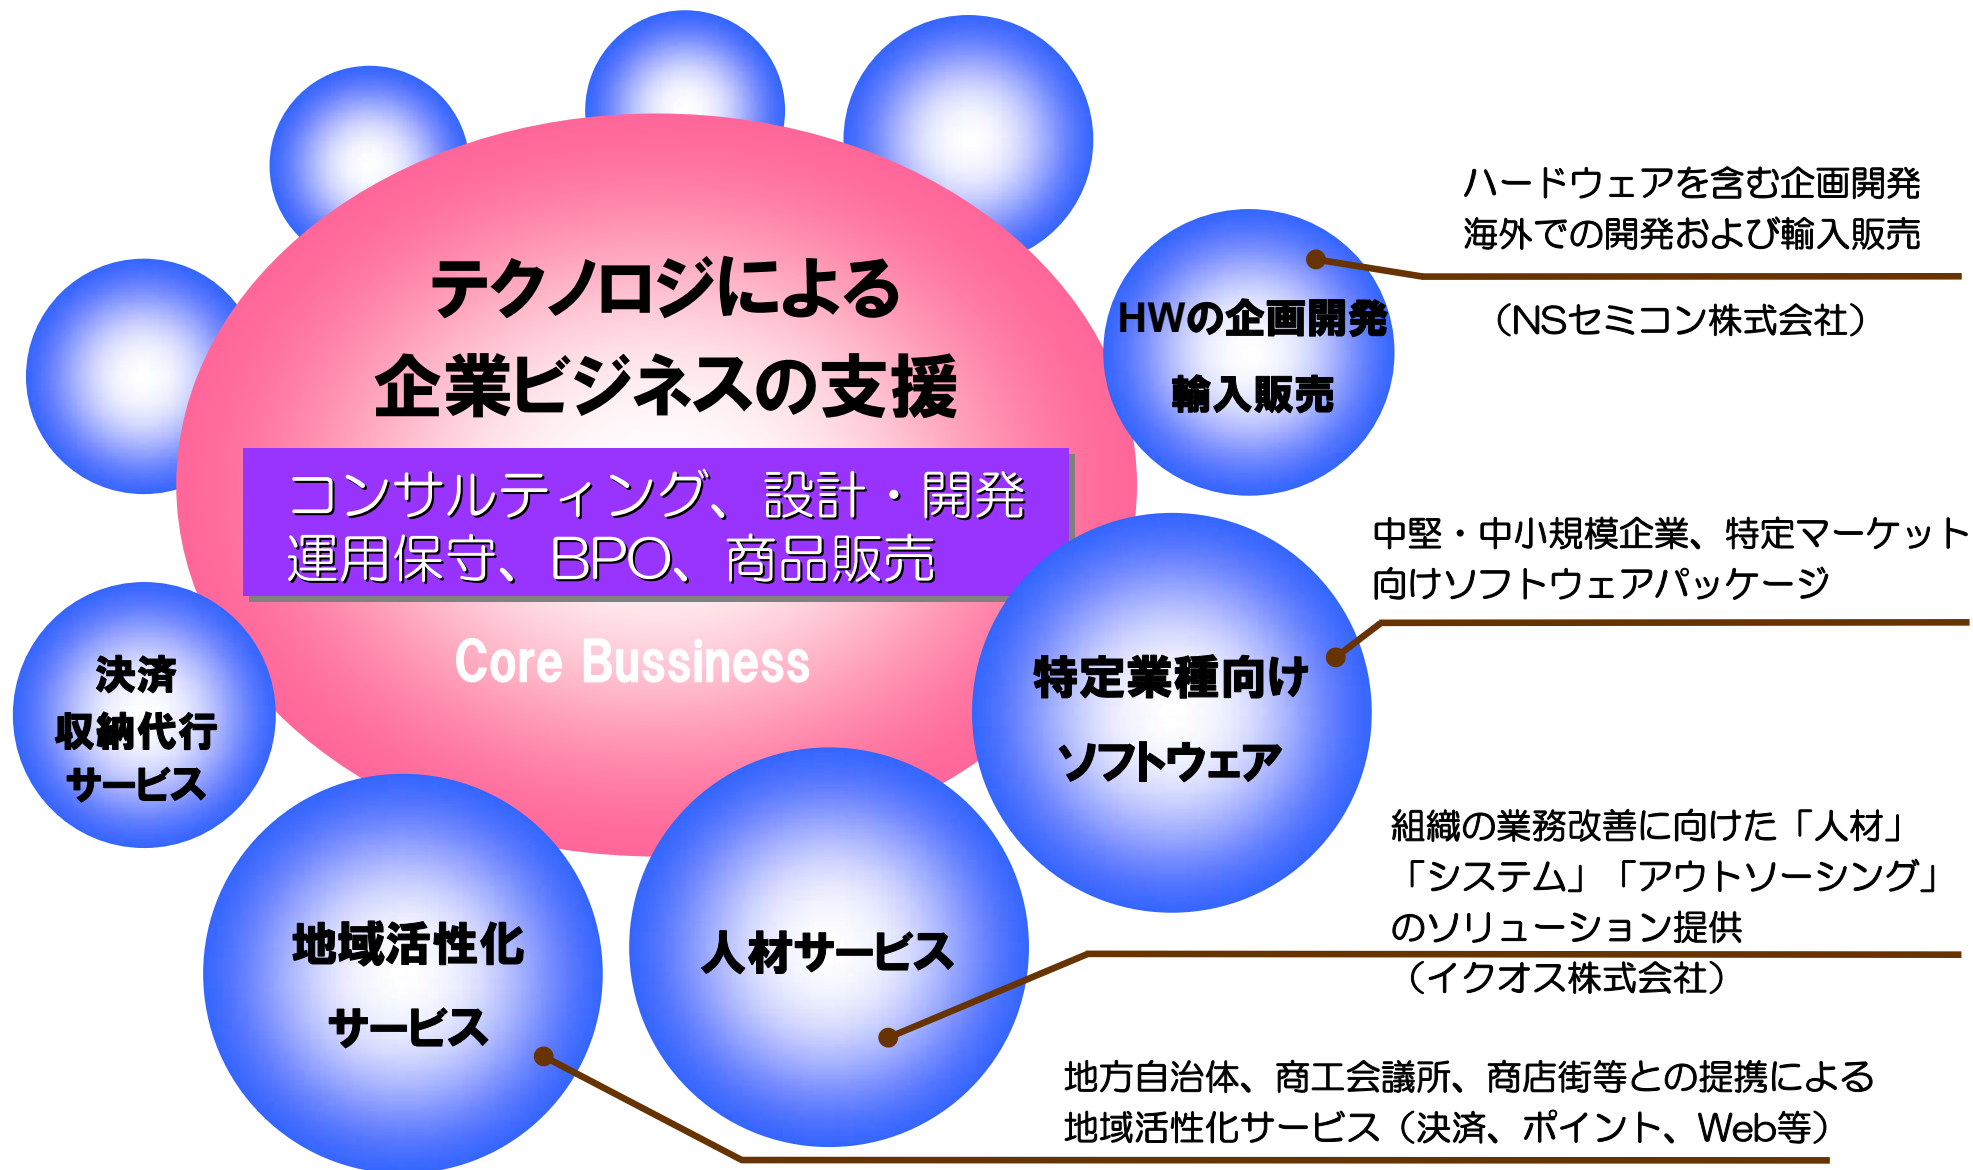 テクノロジによる
企業ビジネスの支援
コンサルティング、設計・開発
運用保守、BPO、商品販売
Core Bussiness
ハードウェアを含む企画開発
海外での開発および輸入販売
（NSセミコン株式会社）
HWの企画開発
輸入販売
中堅・中小規模企業、特定マーケット
向けソフトウェアパッケージ
特定業種向け
ソフトウェア
組織の業務改善に向けた「人材」
「システム」「アウトソーシング」
のソリューション提供
（イクオス株式会社）
人材サービス
地方自治体、商工会議所、商店街等との提携による
地域活性化サービス（決済、ポイント、Web等）
地域活性化
サービス
決済
収納代行
サービス